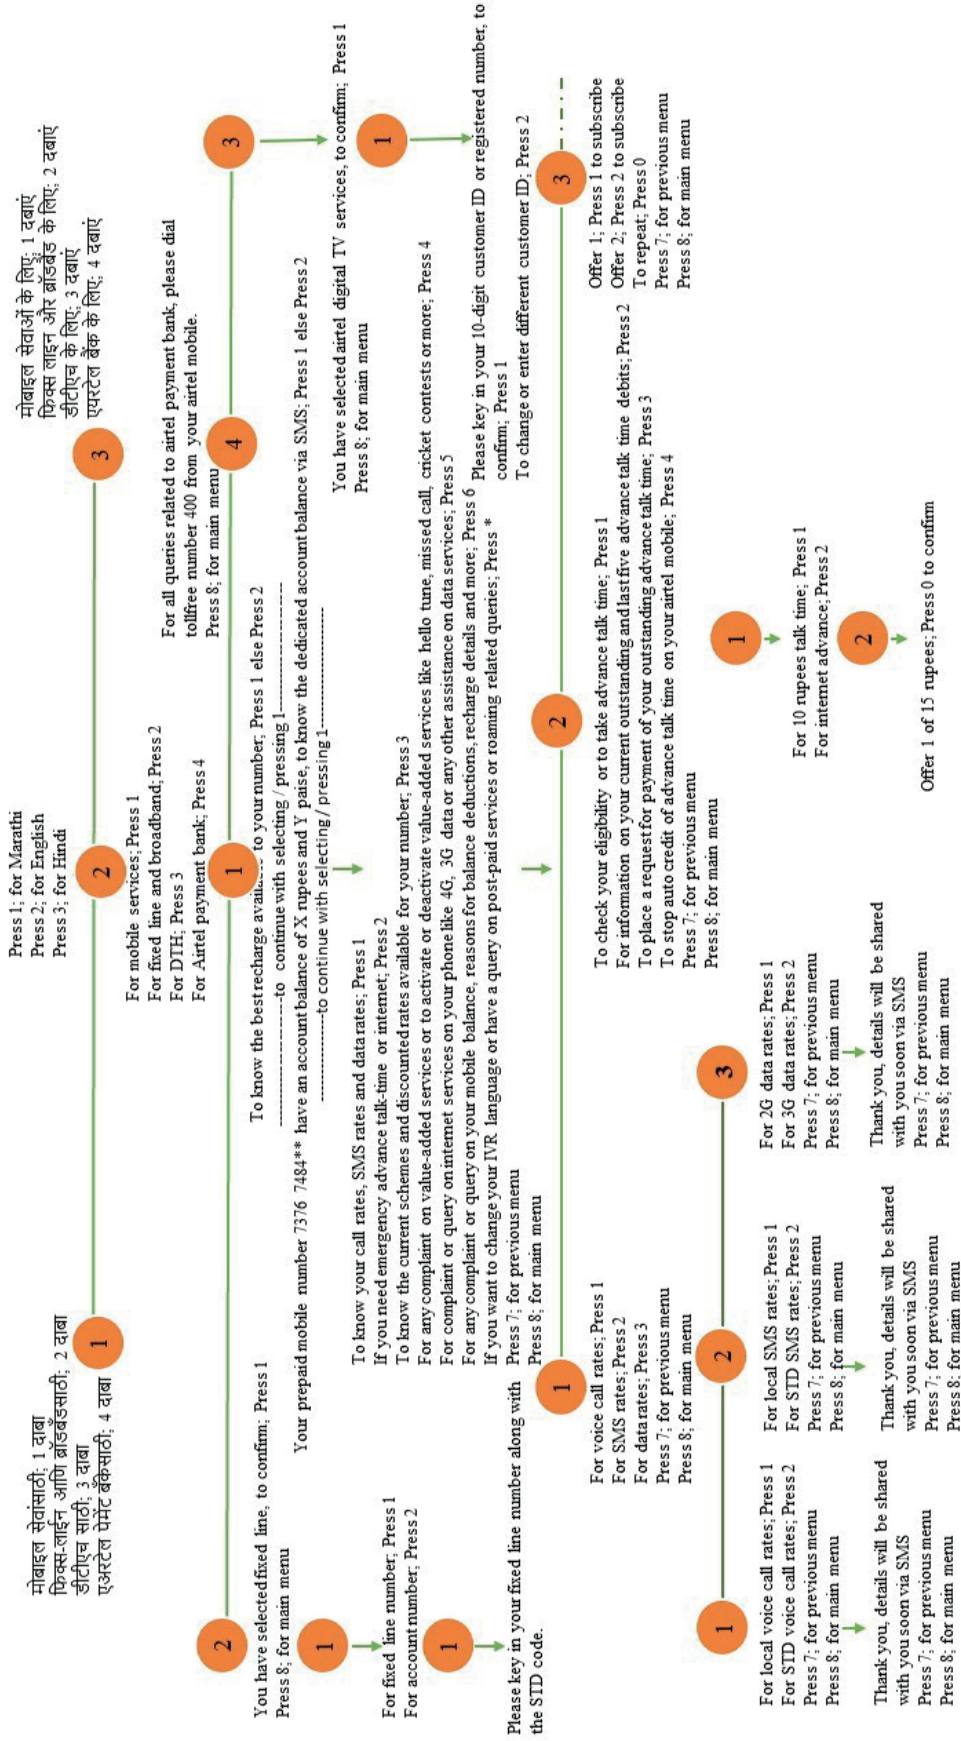 Press 1; for Marathi
Press 2; for English
Press 3; for Hindi
मोबाइल सेवांसाठी; 1 दाबा
फिक्स-लाईन आणि ब्रॉडबँडसाठी; 2 दाबा
डीटीएच साठी; 3 दाबा
एअरटेल पेमेंट बँकेसाठी; 4 दाबा
1
2
3
मोबाइल सेवाओं के लिए; 1 दबाएं
फिक्स लाइन और ब्रॉडबैंड के लिए; 2 दबाएं
डीटीएच के लिए; 3 दबाएं
एयरटेल बैंक के लिए; 4 दबाएं
For mobile services; Press 1
For fixed line and broadband; Press 2
For DTH; Press 3
For Airtel payment bank; Press 4
For all queries related to airtel payment bank, please dial
tollfree number 400 from your airtel mobile.
Press 8; for main menu
2
1
4
3
You have selected fixed line, to confirm; Press 1
Press 8; for main menu
1
For fixed line number; Press 1
For account number; Press 2
1
Please key in your fixed line number along with
the STD code.
To know the best recharge to your number; Press 1 else Press 2
-----------------to continue with selecting / pressing 1-----------------
Your prepaid mobile number 7376 7484** have an account balance of X rupees and Y paise, to know the dedicated account balance via SMS; Press 1 else Press 2
-----------------to continue with selecting / pressing 1-----------------
You have selected airtel digital TV services, to confirm; Press 1
Press 8; for main menu
1
Please key in your 10-digit customer ID or registered number, to
confirm; Press 1
To change or enter different customer ID; Press 2
To know your call rates, SMS rates and data rates; Press 1
If you need emergency advance talk-time or internet; Press 2
To know the current schemes and discounted rates available for your number; Press 3
For any complaint on value-added services or to activate or deactivate value-added services like hello tune, missed call, cricket contests or more; Press 4
For complaint or query on internet services on your phone like 4G, 3G data or any other assistance on data services; Press 5
For any complaint or query on your mobile balance, reasons for balance deductions, recharge details and more; Press 6
If you want to change your IVR language or have a query on post-paid services or roaming related queries; Press *
Press 7; for previous menu
Press 8; for main menu
1
2
3
For voice call rates; Press 1
For SMS rates; Press 2
For data rates; Press 3
Press 7; for previous menu
Press 8; for main menu
To check your eligibility or to take advance talk time; Press 1
For information on your current outstanding and last five advance talk time debits; Press 2
To place a request for payment of your outstanding advance talk time; Press 3
To stop auto credit of advance talk time on your airtel mobile; Press 4
Press 7; for previous menu
Press 8; for main menu
Offer 1; Press 1 to subscribe
Offer 2; Press 2 to subscribe
To repeat; Press 0
Press 7; for previous menu
Press 8; for main menu
1
2
3
For local voice call rates; Press 1
For STD voice call rates; Press 2
Press 7; for previous menu
Press 8; for main menu
Thank you, details will be shared
with you soon via SMS
Press 7; for previous menu
Press 8; for main menu
For local SMS rates; Press 1
For STD SMS rates; Press 2
Press 7; for previous menu
Press 8; for main menu
Thank you, details will be shared
with you soon via SMS
Press 7; for previous menu
Press 8; for main menu
For 2G data rates; Press 1
For 3G data rates; Press 2
Press 7; for previous menu
Press 8; for main menu
Thank you, details will be shared
with you soon via SMS
Press 7; for previous menu
Press 8; for main menu
1
For 10 rupees talk time; Press 1
For internet advance; Press 2
2
Offer 1 of 15 rupees; Press 0 to confirm